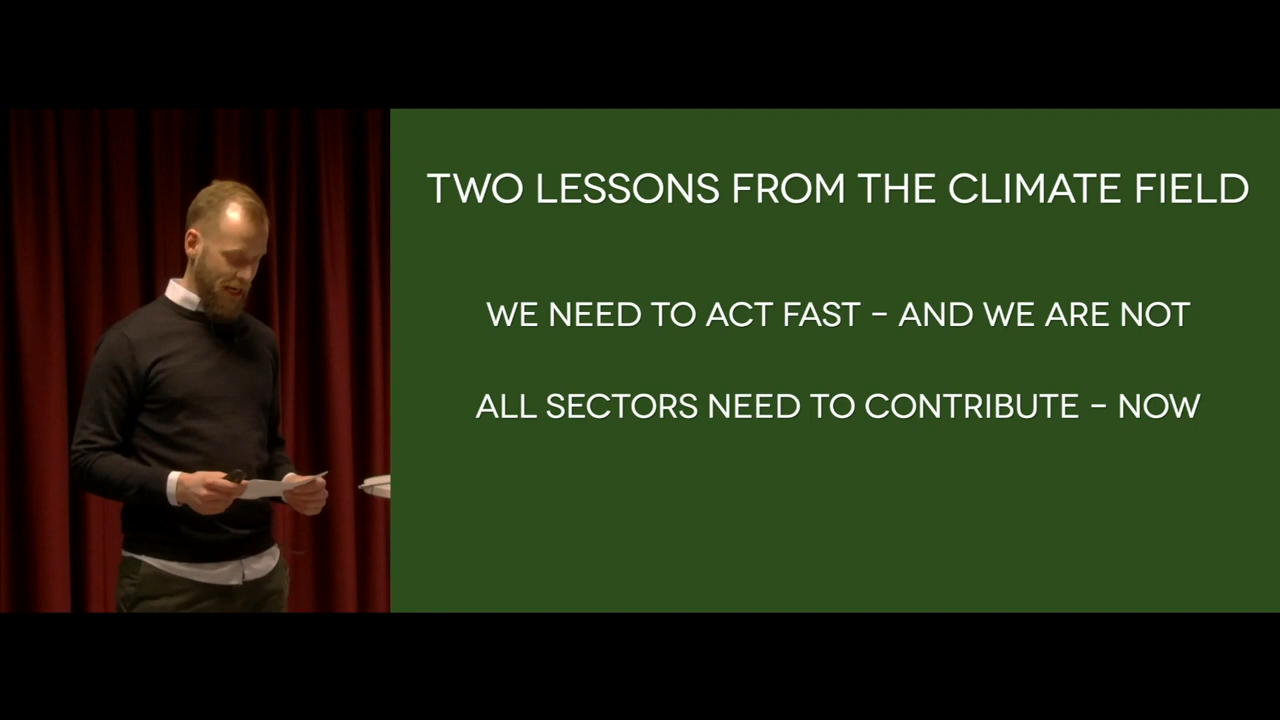 TWO LESSONS FROM THE CLIMATE FIELD
WE NEED TO ACT FAST – AND WE ARE NOT
ALL SECTORS NEED TO CONTRIBUTE – NOW